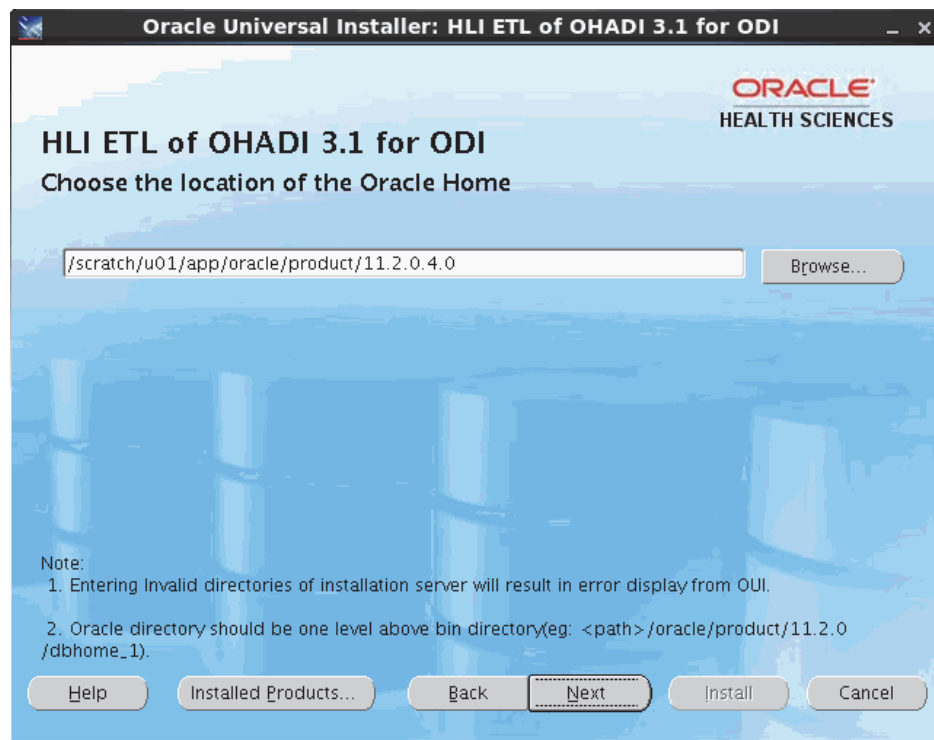 Oracle Universal Installer: HLI ETL of OHADI 3.1 for ODI
ORACLE'
HEALTH SCIENCES
HLI ETL of OHADI 3.1 for ODI
Choose the location of the Oracle Home
/scratch/u01/app/oracle/product/11.2.0.4.0
Browse...
Note:
1. Entering Invalid directories of installation server will result in error display from OUI.
2. Oracle directory should be one level above bin directory(eg: <path>/oracle/product/11.2.0
/dbhome_1).
Help
Installed Products...
Back
Next
Install
Cancel